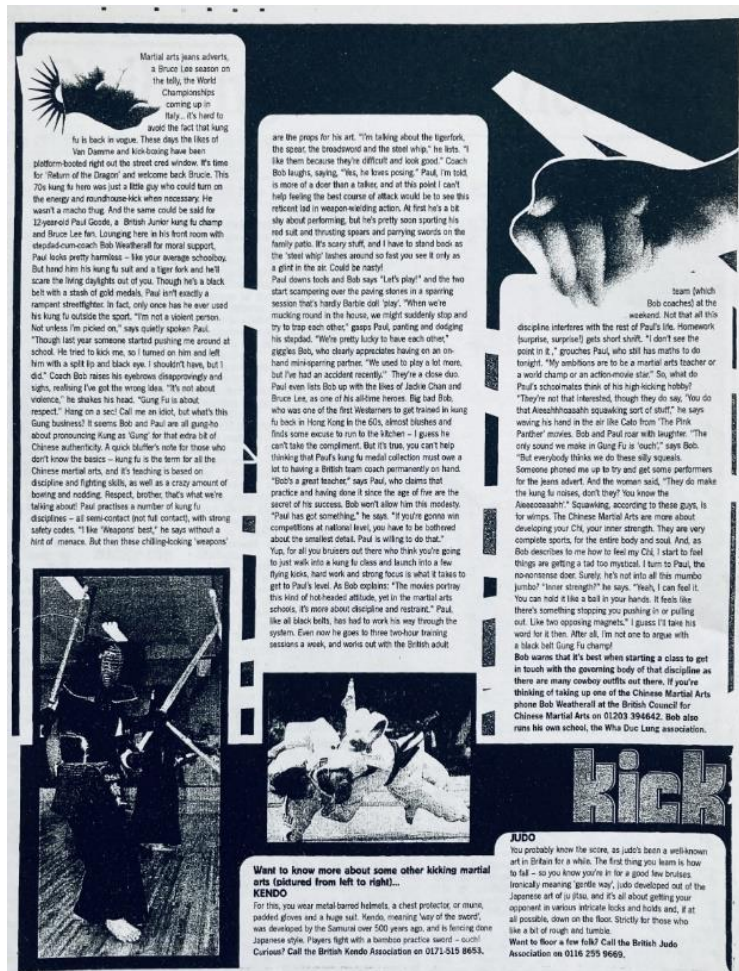 Martial arts jeans adverts,
a Bruce Lee season on
the telly, the World
Championships
coming up in
Italy... it's hard to
avoid the fact that kung
fu is back in vogue. These days the likes of
Van Damme and kick-boxing have been
platform-booted right out the street cred window. It's time
for 'Return of the Dragon' and welcome back Brucie. This
70s kung fu hero was just a little guy who could turn on
the energy and roundhouse-kick when necessary. He
wasn't a macho thug. And the same could be said for
12-year-old Paul Goode, a British Junior kung fu champ
and Bruce Lee fan. Lounging here in his front room with
stepdad-cum-coach Bob Weatherall for moral support,
Paul looks pretty harmless – like your average schoolboy.
But hand him his kung fu suit and a tiger fork and he'll
scare the living daylights out of you. Though he's a black
belt with a stash of gold medals, Paul isn't exactly a
rampant streetfighter. In fact, only once has he ever used
his kung fu outside the sport. "I'm not a violent person.
Not unless I'm picked on," says quietly spoken Paul.
"Though last year someone started pushing me around at
school. He tried to kick me, so I turned on him and left
him with a split lip and black eye. I shouldn't have, but I
did." Coach Bob raises his eyebrows disapprovingly and
sighs, realising I've got the wrong idea. "It's not about
violence," he shakes his head. "Gung Fu is about
respect." Hang on a sec! Call me an idiot, but what's this
Gung business? It seems Bob and Paul are all gung-ho
about pronouncing Kung as 'Gung' for that extra bit of
Chinese authenticity. A quick bluffer's note for those who
don't know the basics – kung fu is the term for all the
Chinese martial arts, and it's teaching is based on
discipline and fighting skills, as well as a crazy amount of
bowing and nodding. Respect, brother, that's what we're
talking about! Paul practises a number of kung fu
disciplines – all semi-contact (not full contact), with strong
safety codes. "I like 'Weapons' best," he says without a
hint of menace. But then these chilling-looking 'weapons'
are the props for his art. "I'm talking about the tigerfork,
the spear, the broadsword and the steel whip," he lists. "I
like them because they're difficult and look good." Coach
Bob laughs, saying, "Yes, he loves posing." Paul, I'm told,
is more of a doer than a talker, and at this point I can't
help feeling the best course of attack would be to see this
reticent lad in weapon-wielding action. At first he's a bit
shy about performing, but he's pretty soon sporting his
red suit and thrusting spears and parrying swords on the
family patio. It's scary stuff, and I have to stand back as
the 'steel whip' lashes around so fast you see it only as
a glint in the air. Could be nasty!
Paul downs tools and Bob says "Let's play!" and the two
start scampering over the paving stones in a sparring
session that's hardly Barbie doll 'play'. "When we're
mucking round in the house, we might suddenly stop and
try to trap each other," gasps Paul, panting and dodging
his stepdad. "We're pretty lucky to have each other,"
giggles Bob, who clearly appreciates having an on-
hand mini-sparring partner. "We used to play a lot more,
but I've had an accident recently." They're a close duo.
Paul even lists Bob up with the likes of Jackie Chan and
Bruce Lee, as one of his all-time heroes. Big bad Bob,
who was one of the first Westerners to get trained in kung
fu back in Hong Kong in the 60s, almost blushes and
finds some excuse to run to the kitchen – I guess he
can't take the compliment. But it's true, you can't help
thinking that Paul's kung fu medal collection must owe a
lot to having a British team coach permanently on hand.
"Bob's a great teacher," says Paul, who claims that
practice and having done it since the age of five are the
secret of his success. Bob won't allow him this modesty.
"Paul has got something," he says. "If you're gonna win
competitions at national level, you have to be bothered
about the smallest detail. Paul is willing to do that."
Yup, for all you bruisers out there who think you're going
to just walk into a kung fu class and launch into a few
flying kicks, hard work and strong focus is what it takes to
get to Paul's level. As Bob explains: "The movies portray
this kind of hot-headed attitude, yet in the martial arts
schools, it's more about discipline and restraint." Paul,
like all black belts, has had to work his way through the
system. Even now he goes to three two-hour training
sessions a week, and works out with the British adult
team (which
Bob coaches) at the
weekend. Not that all this
discipline interferes with the rest of Paul's life. Homework
(surprise, surprise!) gets short shrift. "I don't see the
point in it ," grouches Paul, who still has maths to do
tonight. "My ambitions are to be a martial arts teacher or
a world champ or an action-movie star." So, what do
Paul's schoolmates think of his high-kicking hobby?
"They're not that interested, though they do say, 'You do
that squawking sort of stuff'," he says
waving his hand in the air like Cato from 'The Pink
Panther' movies. Bob and Paul roar with laughter. "The
only sound we make in Gung Fu is 'ouch'," says Bob.
"But everybody thinks we do these silly squeals.
Someone phoned me up to try and get some performers
for the jeans advert. And the woman said, "They do make
the kung fu noises, don't they? You know the
Squawking, according to these guys, is
for wimps. The Chinese Martial Arts are more about
developing your Chi, your inner strength. They are very
complete sports, for the entire body and soul. And, as
Bob describes to me how to feel my Chi, I start to feel
things are getting a tad too mystical. I turn to Paul, the
no-nonsense doer. Surely, he's not into all this mumbo
jumbo? "Inner strength?" he says. "Yeah, I can feel it.
You can hold it like a ball in your hands. It feels like
there's something stopping you pushing in or pulling
out. Like two opposing magnets." I guess I'll take his
word for it then. After all, I'm not one to argue with
a black belt Gung Fu champ!
Bob warns that it's best when starting a class to get
in touch with the governing body of that discipline as
there are many cowboy outfits out there. If you're
thinking of taking up one of the Chinese Martial Arts
phone Bob Weatherall at the British Council for
Chinese Martial Arts on 01203 394642. Bob also
runs his own school, the Wha Duc Lung association.
kick
Want to know more about some other kicking martial
arts (pictured from left to right)...
KENDO
For this, you wear metal-barred helmets, a chest protector, or mune,
padded gloves and a huge suit. Kendo, meaning 'way of the sword',
was developed by the Samurai over 500 years ago, and is fencing done
Japanese style. Players fight with a bamboo practice sword – ouch!
Curious? Call the British Kendo Association on 0171-515 8653.
JUDO
You probably know the score, as judo's been a well-known
art in Britain for a while. The first thing you learn is how
to fall – so you know you're in for a good few bruises.
Ironically meaning 'gentle way', judo developed out of the
Japanese art of ju jitsu, and it's all about getting your
opponent in various intricate locks and holds and, if at
all possible, down on the floor. Strictly for those who
like a bit of rough and tumble.
Want to floor a few folk? Call the British Judo
Association on 0116 255 9669.